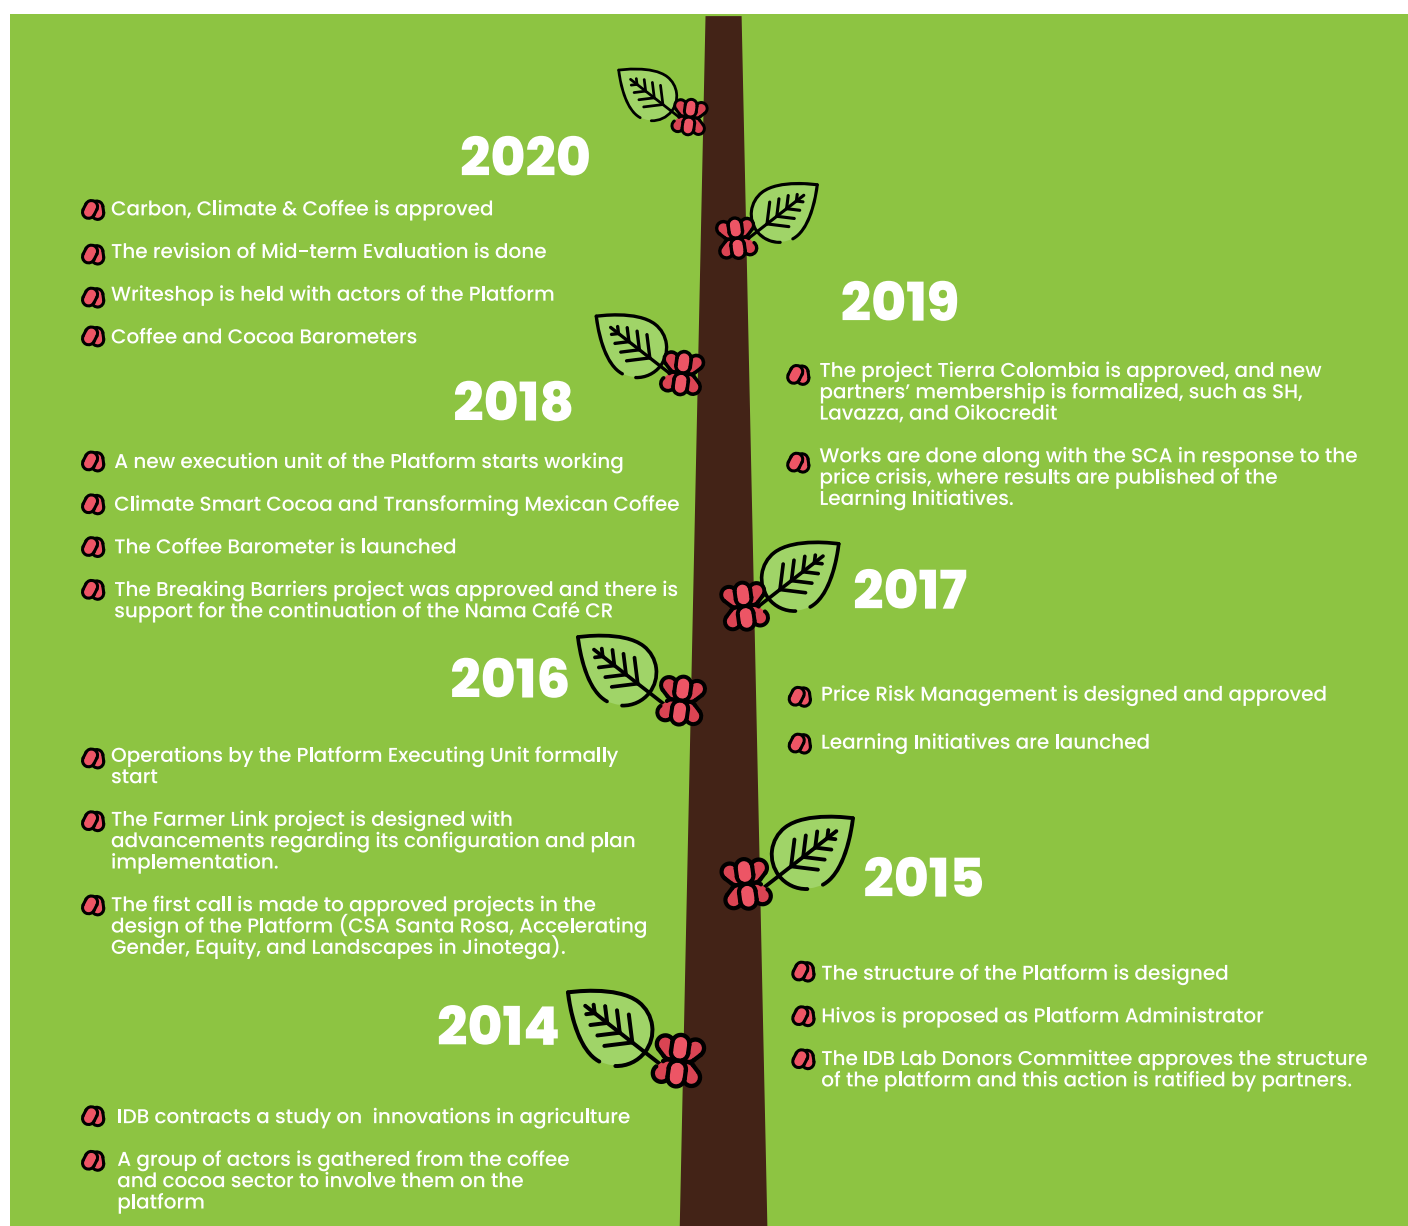 2020
Carbon, Climate & Coffee is approved
The revision of Mid-term Evaluation is done
Writeshop is held with actors of the Platform
Coffee and Cocoa Barometers
2019
The project Tierra Colombia is approved, and new
partners’ membership is formalized, such as SH,
Lavazza, and Oikocredit
Works are done along with the SCA in response to the
price crisis, where results are published of the
Learning Initiatives.
2018
A new execution unit of the Platform starts working
Climate Smart Cocoa and Transforming Mexican Coffee
The Coffee Barometer is launched
The Breaking Barriers project was approved and there is
support for the continuation of the Nama Café CR
2017
Price Risk Management is designed and approved
Learning Initiatives are launched
2016
Operations by the Platform Executing Unit formally
start
The Farmer Link project is designed with
advancements regarding its configuration and plan
implementation.
The first call is made to approved projects in the
design of the Platform (CSA Santa Rosa, Accelerating
Gender, Equity, and Landscapes in Jinotega).
2015
The structure of the Platform is designed
Hivos is proposed as Platform Administrator
The IDB Lab Donors Committee approves the structure
of the platform and this action is ratified by partners.
2014
IDB contracts a study on innovations in agriculture
A group of actors is gathered from the coffee
and cocoa sector to involve them on the
platform